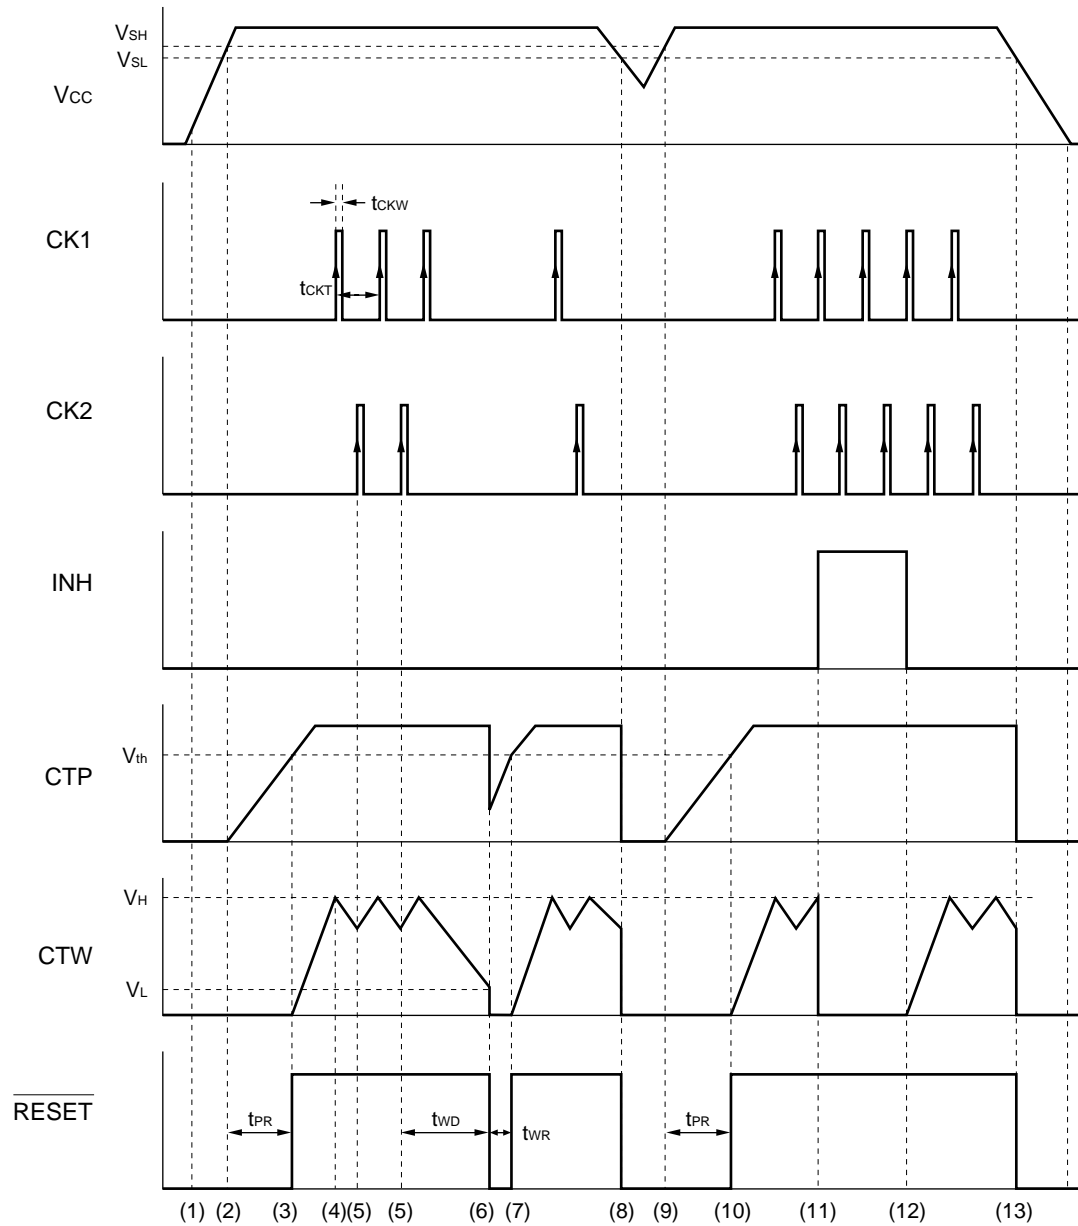 VSH
VSL
VCC
tCKW
CK1
tCKT
CK2
INH
Vth
CTP
VH
CTW
VL
RESET
tPR
tWD
tWR
tPR
(1) (2) (3) (4) (5) (5) (6) (7) (8) (9) (10) (11) (12) (13)